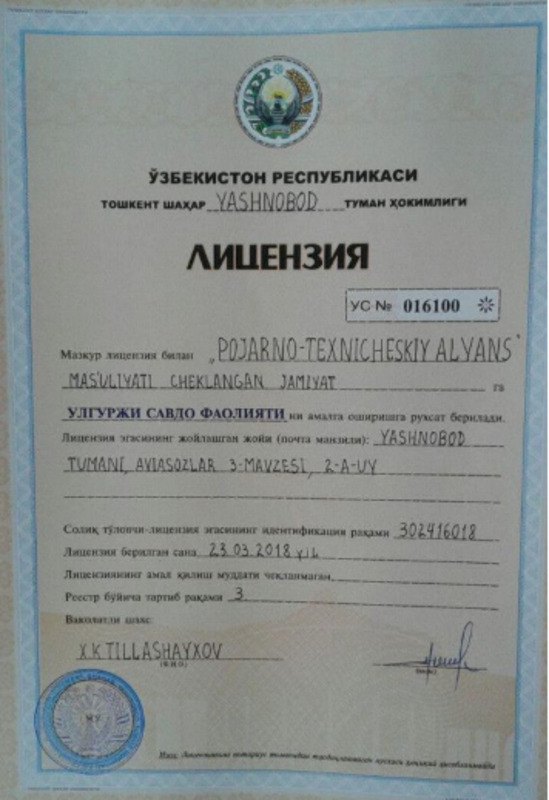 ЎЗБЕКИСТОН РЕСПУБЛИКАСИ
ТОШКЕНТ ШАҲАР YASHNOBOD ТУМАН ҲОКИМЛИГИ
ЛИЦЕНЗИЯ
УС № 016100
Мазкур лицензия билан „POJARNO-TEXNICHESKIY ALYANS"
MAS'ULIYATI CHEKLANGAN JAMIYAT га
УЛГУРЖИ САВДО ФАОЛИЯТИ ни амалга оширишга рухсат берилади.
Лицензия эгасининг жойлашган жойи (почта манзили): YASHNOBOD
TUMANI, AVIASOZLAR 3-MAVZESI, 2-A-UY
Солиқ тўловчи-лицензия эгасининг идентификация рақами 302416018
Лицензия берилган сана 23.03.2018 yil
Лицензиянинг амал қилиш муддати чекланмаган.
Реестр бўйича тартиб рақами 3
Ваколатли шахс:
X.K TILLASHAYXOV
(Ф.И.О.)
(имзо)